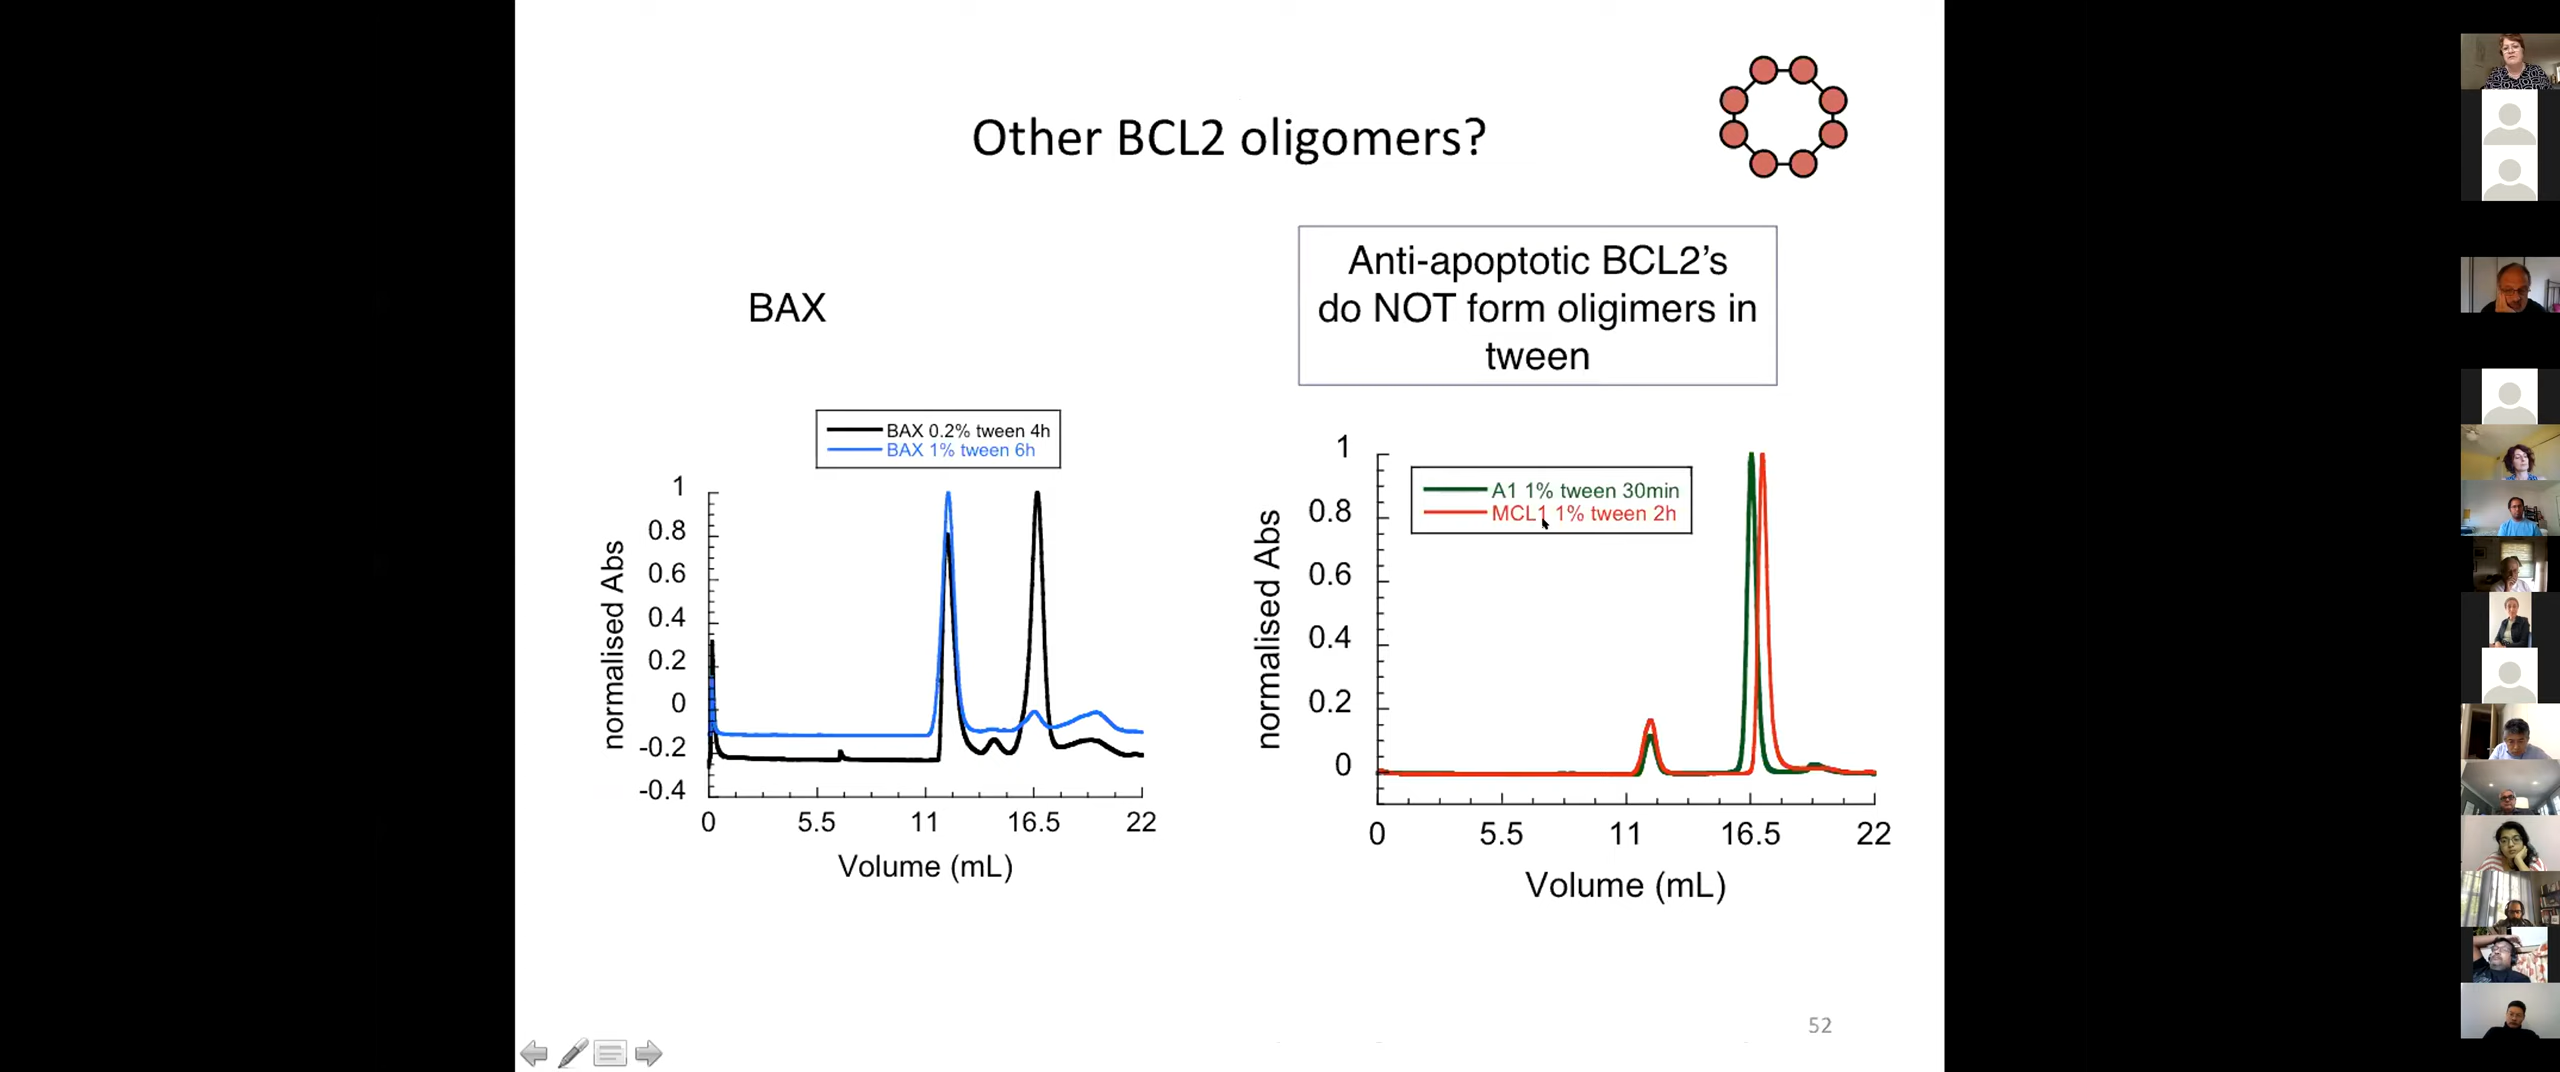 Other BCL2 oligomers?
BAX
Anti-apoptotic BCL2's
do NOT form oligimers in
tween
BAX 0.2% tween 4h
BAX 1% tween 6h
normalised Abs
1
0.8
0.6
0.4
0.2
0
-0.2
-0.4
0
5.5
11
16.5
22
Volume (mL)
A1 1% tween 30min
MCL1 1% tween 2h
normalised Abs
1
0.8
0.6
0.4
0.2
0
0
5.5
11
16.5
22
Volume (mL)
52